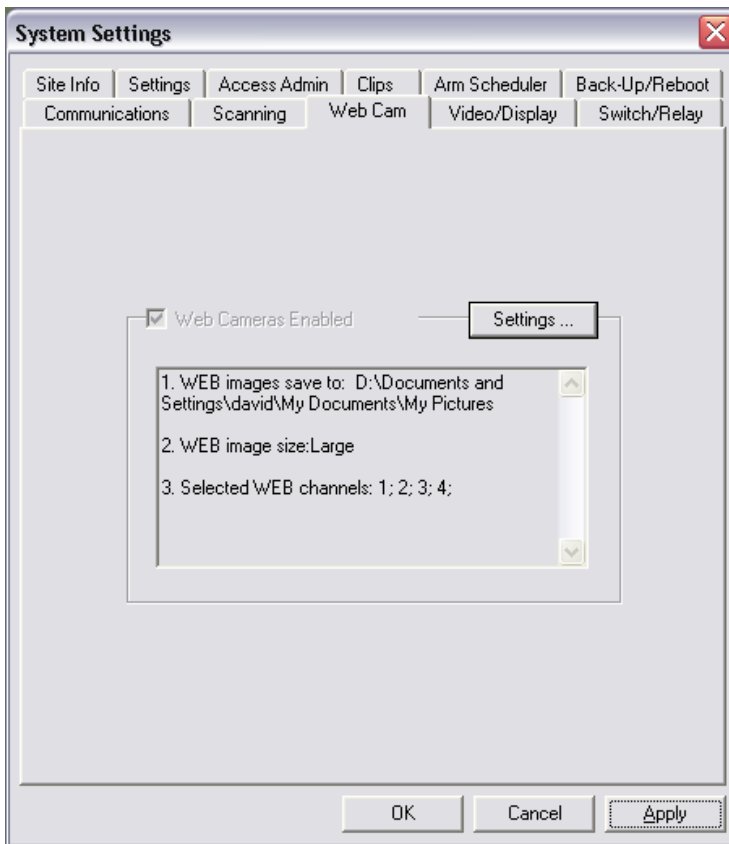 System Settings
Site Info Settings Access Admin Clips Arm Scheduler Back-Up/Reboot
Communications Scanning Web Cam Video/Display Switch/Relay
Web Cameras Enabled Settings ...
1. WEB images save to: D:\Documents and
Settings\david\My Documents\My Pictures
2. WEB image size:Large
3. Selected WEB channels: 1; 2; 3; 4;
OK Cancel Apply